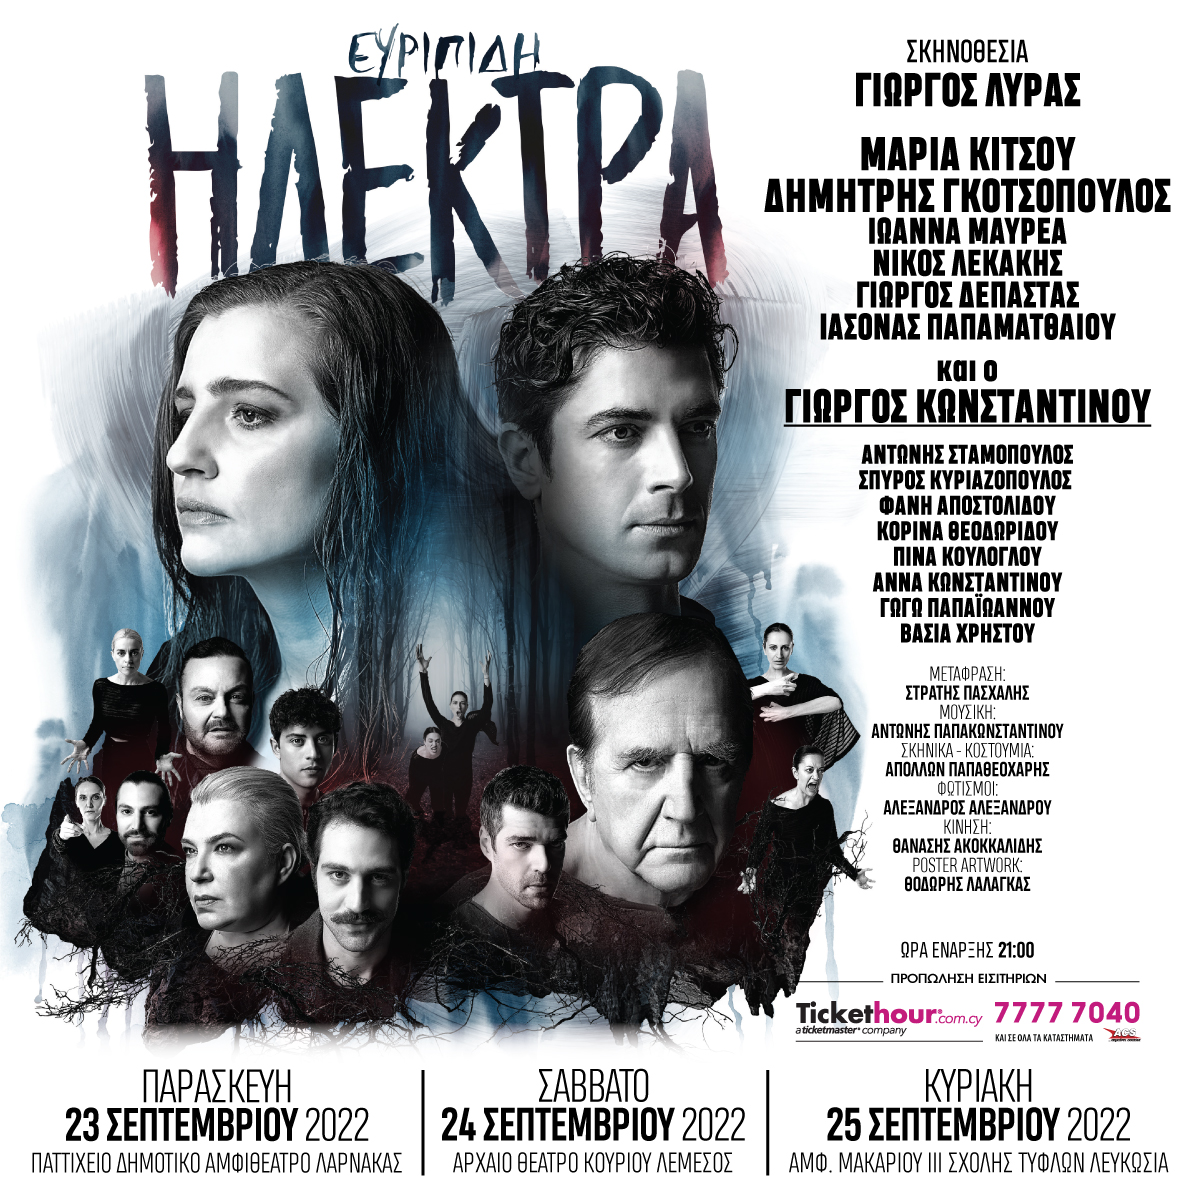 ΕΥΡΙΠΙΔΗ
ΗΛΕΚΤΡΑ
ΣΚΗΝΟΘΕΣΙΑ
ΓΙΩΡΓΟΣ ΛΥΡΑΣ
ΜΑΡΙΑ ΚΙΤΣΟΥ
ΔΗΜΗΤΡΗΣ ΓΚΟΤΣΟΠΟΥΛΟΣ
ΙΩΑΝΝΑ ΜΑΥΡΕΑ
ΝΙΚΟΣ ΛΕΚΑΚΗΣ
ΓΙΩΡΓΟΣ ΔΕΠΑΣΤΑΣ
ΙΑΣΟΝΑΣ ΠΑΠΑΜΑΤΘΑΙΟΥ
και ο
ΓΙΩΡΓΟΣ ΚΩΝΣΤΑΝΤΙΝΟΥ
ΑΝΤΩΝΗΣ ΣΤΑΜΟΠΟΥΛΟΣ
ΣΠΥΡΟΣ ΚΥΡΙΑΖΟΠΟΥΛΟΣ
ΦΑΝΗ ΑΠΟΣΤΟΛΙΔΟΥ
ΚΟΡΙΝΑ ΘΕΟΔΩΡΙΔΟΥ
ΠΙΝΑ ΚΟΥΛΟΓΛΟΥ
ΑΝΝΑ ΚΩΝΣΤΑΝΤΙΝΟΥ
ΓΩΓΩ ΠΑΠΑΪΩΑΝΝΟΥ
ΒΑΣΙΑ ΧΡΗΣΤΟΥ
ΜΕΤΑΦΡΑΣΗ:
ΣΤΡΑΤΗΣ ΠΑΣΧΑΛΗΣ
ΜΟΥΣΙΚΗ:
ΑΝΤΩΝΗΣ ΠΑΠΑΚΩΝΣΤΑΝΤΙΝΟΥ
ΣΚΗΝΙΚΑ - ΚΟΣΤΟΥΜΙΑ:
ΑΠΟΛΛΩΝ ΠΑΠΑΘΕΟΧΑΡΗΣ
ΦΩΤΙΣΜΟΙ:
ΑΛΕΞΑΝΔΡΟΣ ΑΛΕΞΑΝΔΡΟΥ
ΚΙΝΗΣΗ:
ΘΑΝΑΣΗΣ ΑΚΟΚΚΑΛΙΔΗΣ
POSTER ARTWORK:
ΘΟΔΩΡΗΣ ΛΑΛΑΓΚΑΣ
ΩΡΑ ΕΝΑΡΞΗΣ 21:00
ΠΡΟΠΩΛΗΣΗ ΕΙΣΙΤΗΡΙΩΝ
Tickethour.com.cy 7777 7040
a ticketmaster® company ΚΑΙ ΣΕ ΟΛΑ ΤΑ ΚΑΤΑΣΤΗΜΑΤΑ ACS
ΠΑΡΑΣΚΕΥΗ
23 ΣΕΠΤΕΜΒΡΙΟΥ 2022
ΠΑΤΤΙΧΕΙΟ ΔΗΜΟΤΙΚΟ ΑΜΦΙΘΕΑΤΡΟ ΛΑΡΝΑΚΑΣ
ΣΑΒΒΑΤΟ
24 ΣΕΠΤΕΜΒΡΙΟΥ 2022
ΑΡΧΑΙΟ ΘΕΑΤΡΟ ΚΟΥΡΙΟΥ ΛΕΜΕΣΟΣ
ΚΥΡΙΑΚΗ
25 ΣΕΠΤΕΜΒΡΙΟΥ 2022
ΑΜΦ. ΜΑΚΑΡΙΟΥ ΙΙΙ ΣΧΟΛΗΣ ΤΥΦΛΩΝ ΛΕΥΚΩΣΙΑ